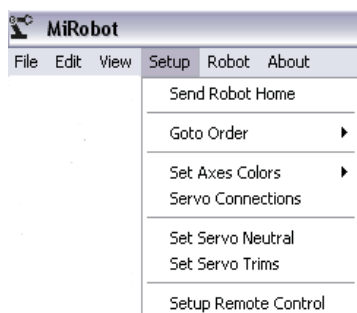 MiRobot
File Edit View Setup Robot About
Send Robot Home
Goto Order
Set Axes Colors
Servo Connections
Set Servo Neutral
Set Servo Trims
Setup Remote Control